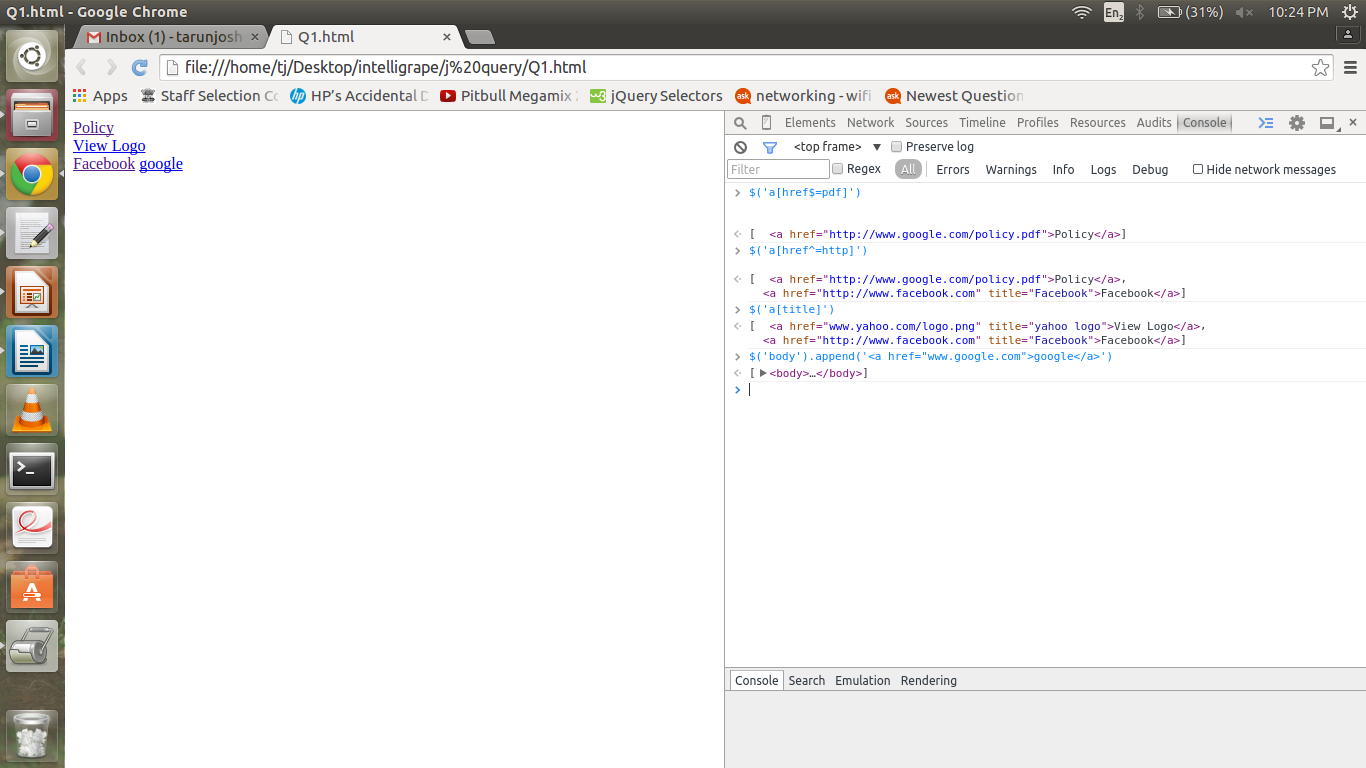 Q1.html - Google Chrome
En2 (31%) 10:24 PM
Inbox (1) - tarunjosh × Q1.html ×
file:///home/tj/Desktop/intelligrape/j%20query/Q1.html
Apps Staff Selection Co HP's Accidental D Pitbull Megamix 2 w3 jQuery Selectors ask networking - wifi ask Newest Question
Policy
View Logo
Facebook google
Elements Network Sources Timeline Profiles Resources Audits Console
<top frame> ▼ Preserve log
Filter Regex All Errors Warnings Info Logs Debug Hide network messages
> $('a[href$=pdf]')
[ <a href="http://www.google.com/policy.pdf">Policy</a>]
> $('a[href^=http]')
[ <a href="http://www.google.com/policy.pdf">Policy</a>,
<a href="http://www.facebook.com" title="Facebook">Facebook</a>]
> $('a[title]')
[ <a href="www.yahoo.com/logo.png" title="yahoo logo">View Logo</a>,
<a href="http://www.facebook.com" title="Facebook">Facebook</a>]
> $('body').append('<a href="www.google.com">google</a>')
[ ▶<body>…</body>]
>
Console Search Emulation Rendering